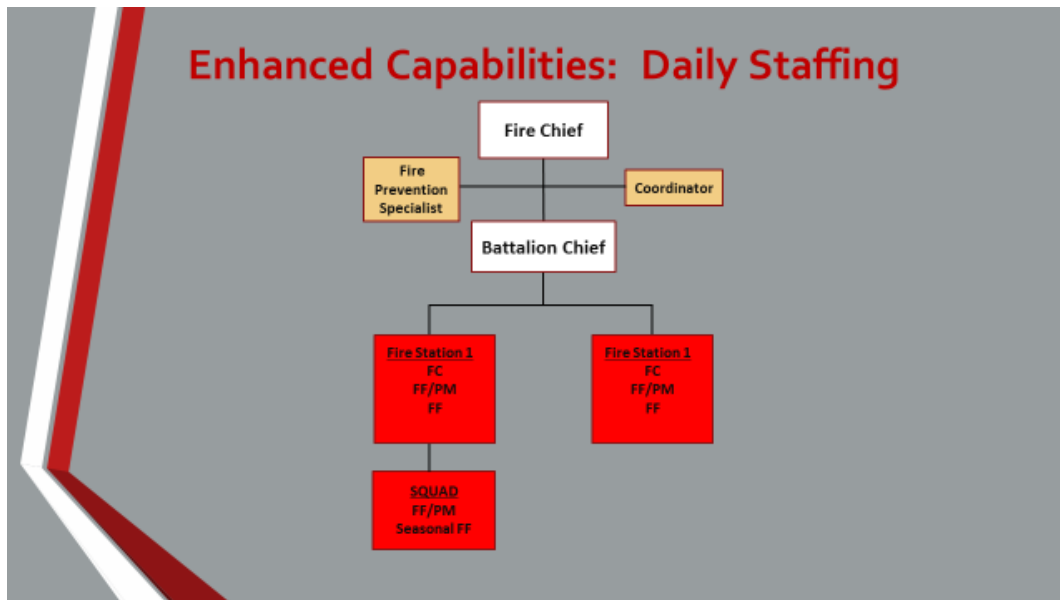 Enhanced Capabilities: Daily Staffing
Fire Chief
Fire
Prevention
Specialist
Coordinator
Battalion Chief
Fire Station 1
FC
FF/PM
FF
Fire Station 1
FC
FF/PM
FF
SQUAD
FF/PM
Seasonal FF